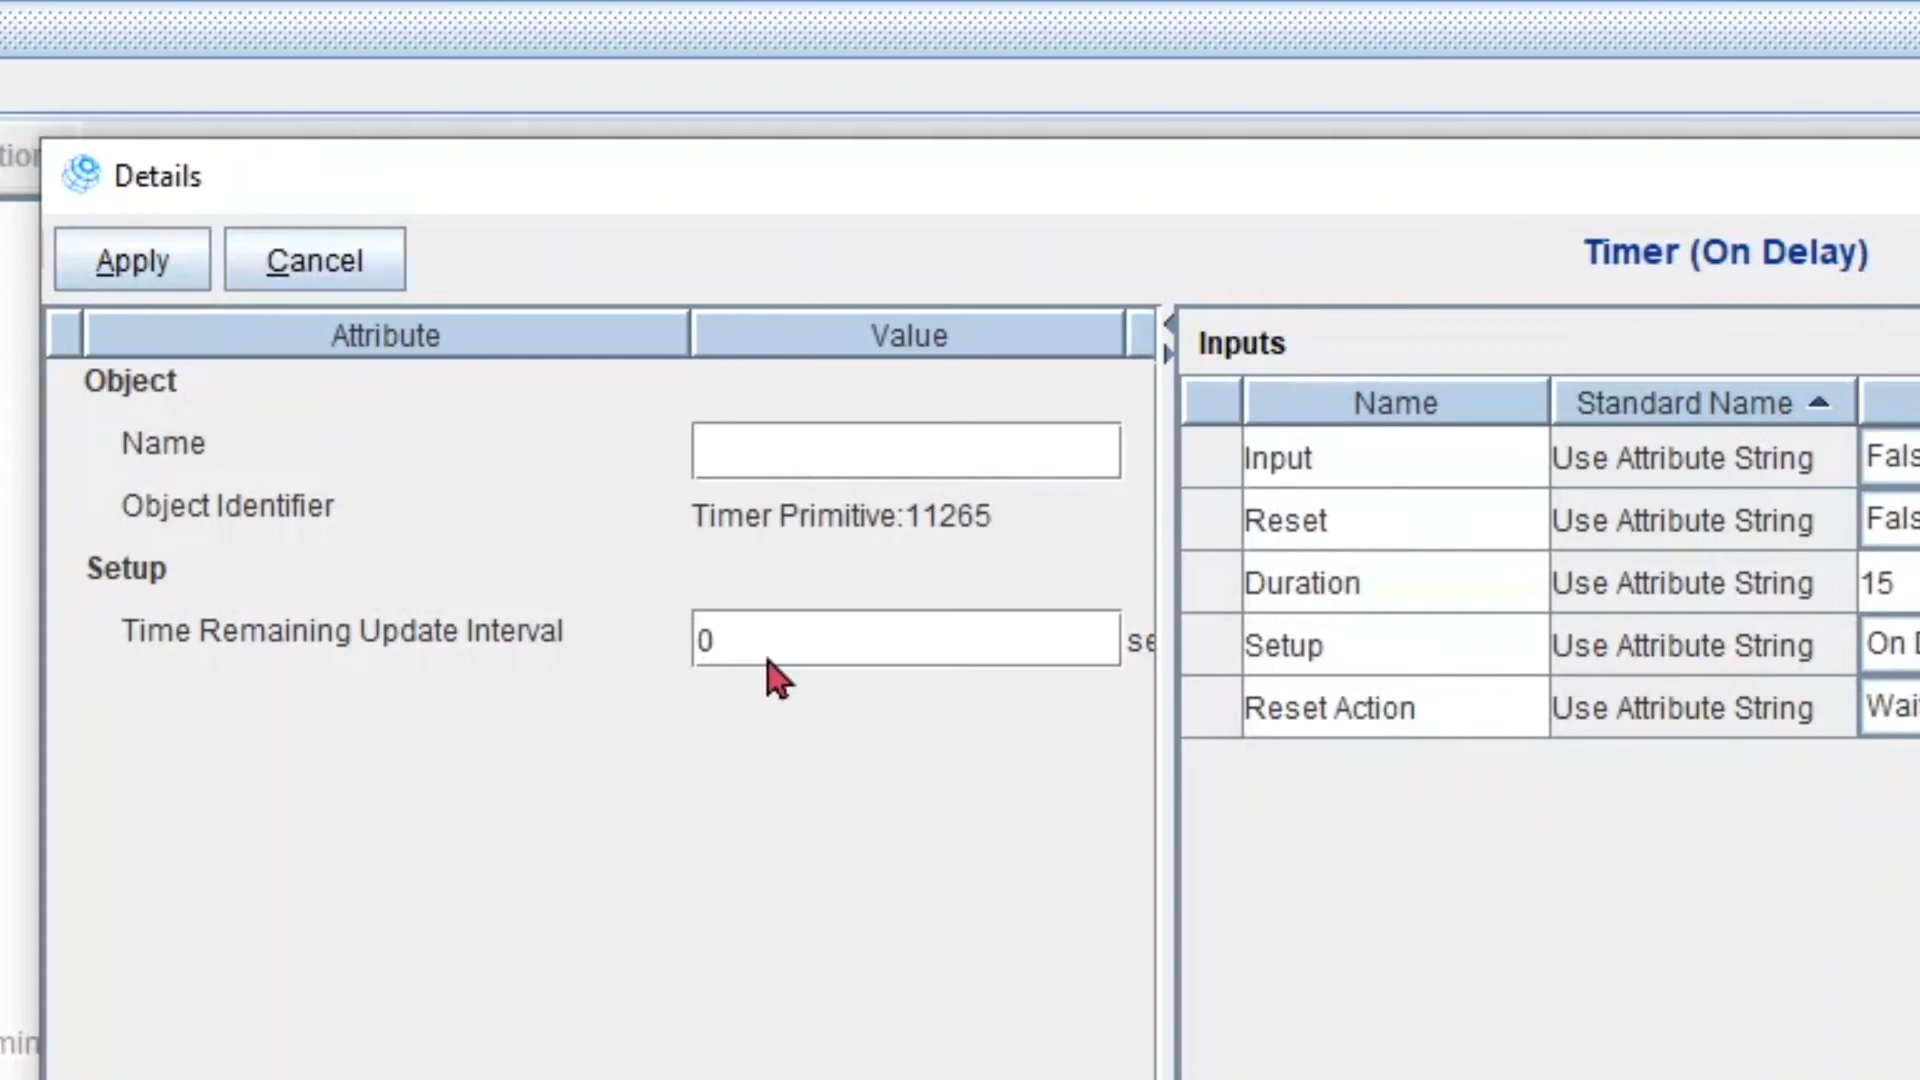 Details
Apply
Cancel
Timer (On Delay)
Attribute
Value
Object
Name
Object Identifier
Timer Primitive:11265
Setup
Time Remaining Update Interval
0
Inputs
Name
Standard Name
Input
Use Attribute String
Reset
Use Attribute String
Duration
Use Attribute String
15
Setup
Use Attribute String
On
Reset Action
Use Attribute String